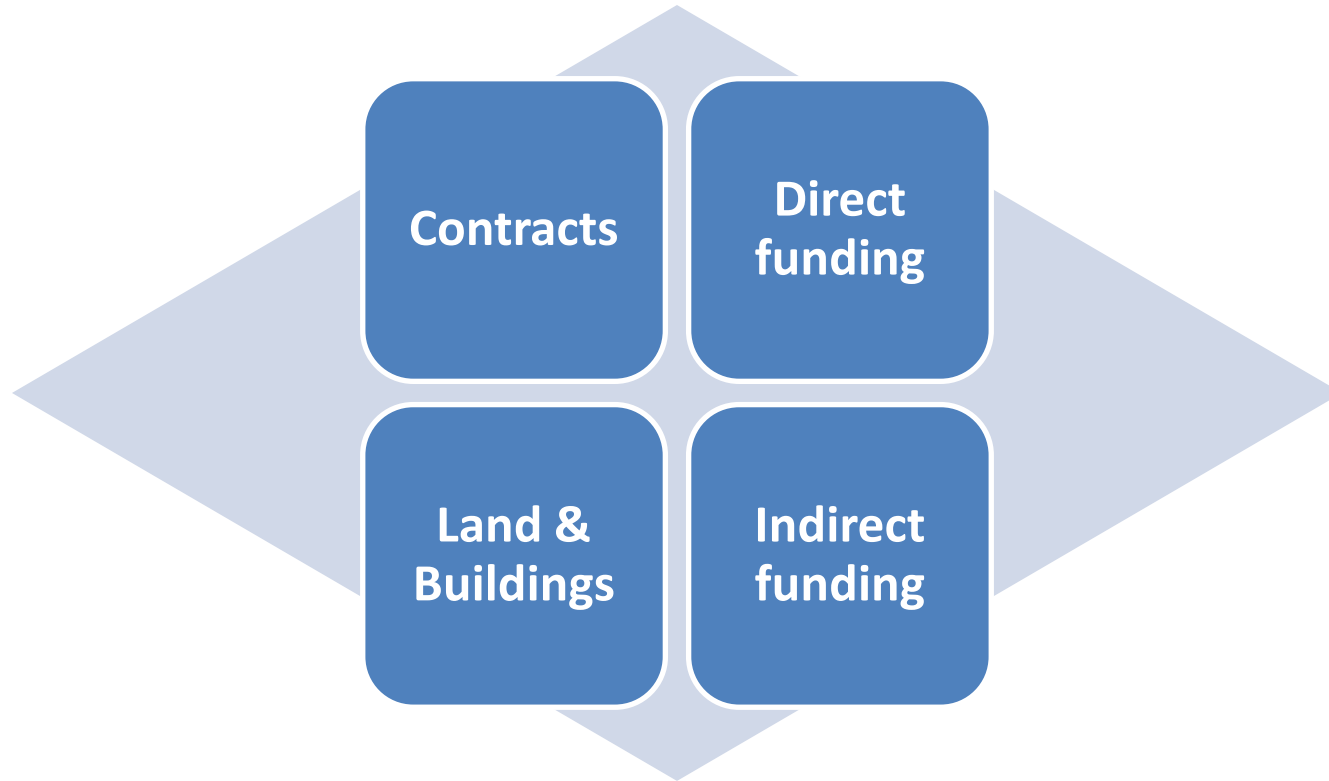 Contracts
Direct
funding
Land &
Buildings
Indirect
funding